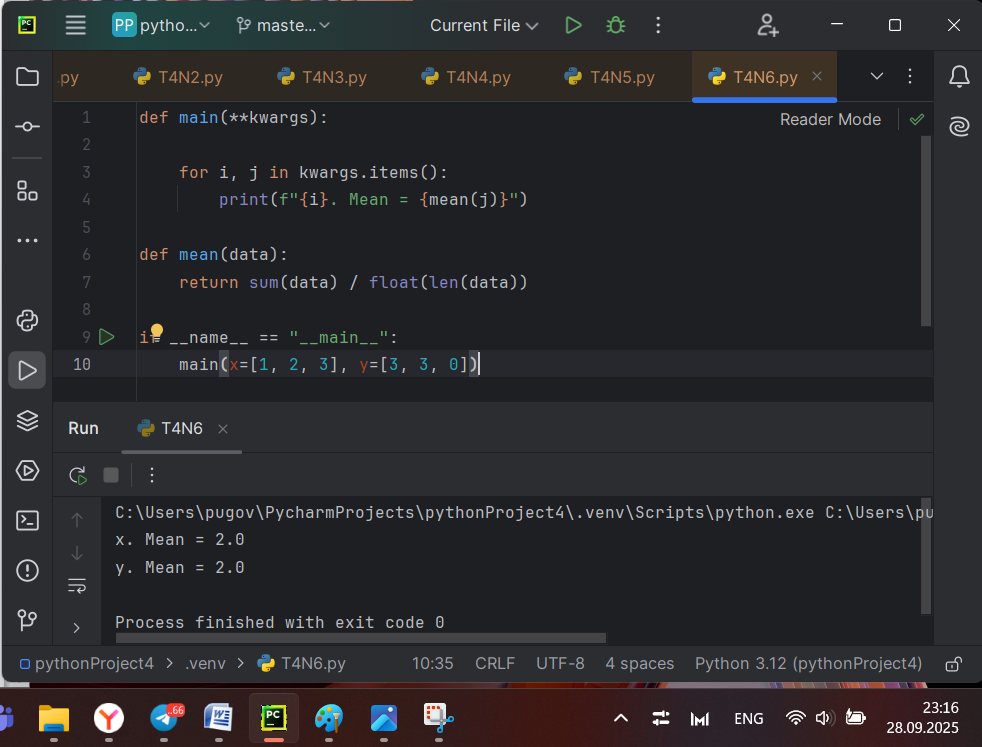 PC PP pytho... maste... Current File
.py T4N2.py T4N3.py T4N4.py T4N5.py T4N6.py
Reader Mode
1 def main(**kwargs):
2
3 for i, j in kwargs.items():
4 print(f"{i}. Mean = {mean(j)}")
5
6 def mean(data):
7 return sum(data) / float(len(data))
8
9 if __name__ == "__main__":
10 main(x=[1, 2, 3], y=[3, 3, 0])
Run T4N6
C:\Users\pugov\PycharmProjects\pythonProject4\.venv\Scripts\python.exe C:\Users\pu
x. Mean = 2.0
y. Mean = 2.0
Process finished with exit code 0
pythonProject4 > .venv > T4N6.py 10:35 CRLF UTF-8 4 spaces Python 3.12 (pythonProject4)
Y ..66 W PC ENG 23:16
28.09.2025